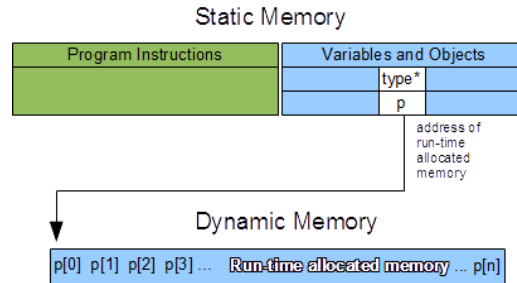 Static Memory
Program Instructions
Variables and Objects
type*
p
address of
run-time
allocated
memory
Dynamic Memory
p[0] p[1] p[2] p[3] ... Run-time allocated memory ... p[n]